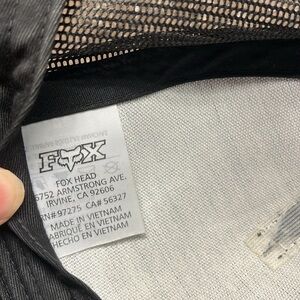 FOX
FOX HEAD
6752 ARMSTRONG AVE.
IRVINE, CA 92606
RN# 97275 CA# 56327
MADE IN VIETNAM
FABRIQUÉ EN VIETNAM
HECHO EN VIETNAM